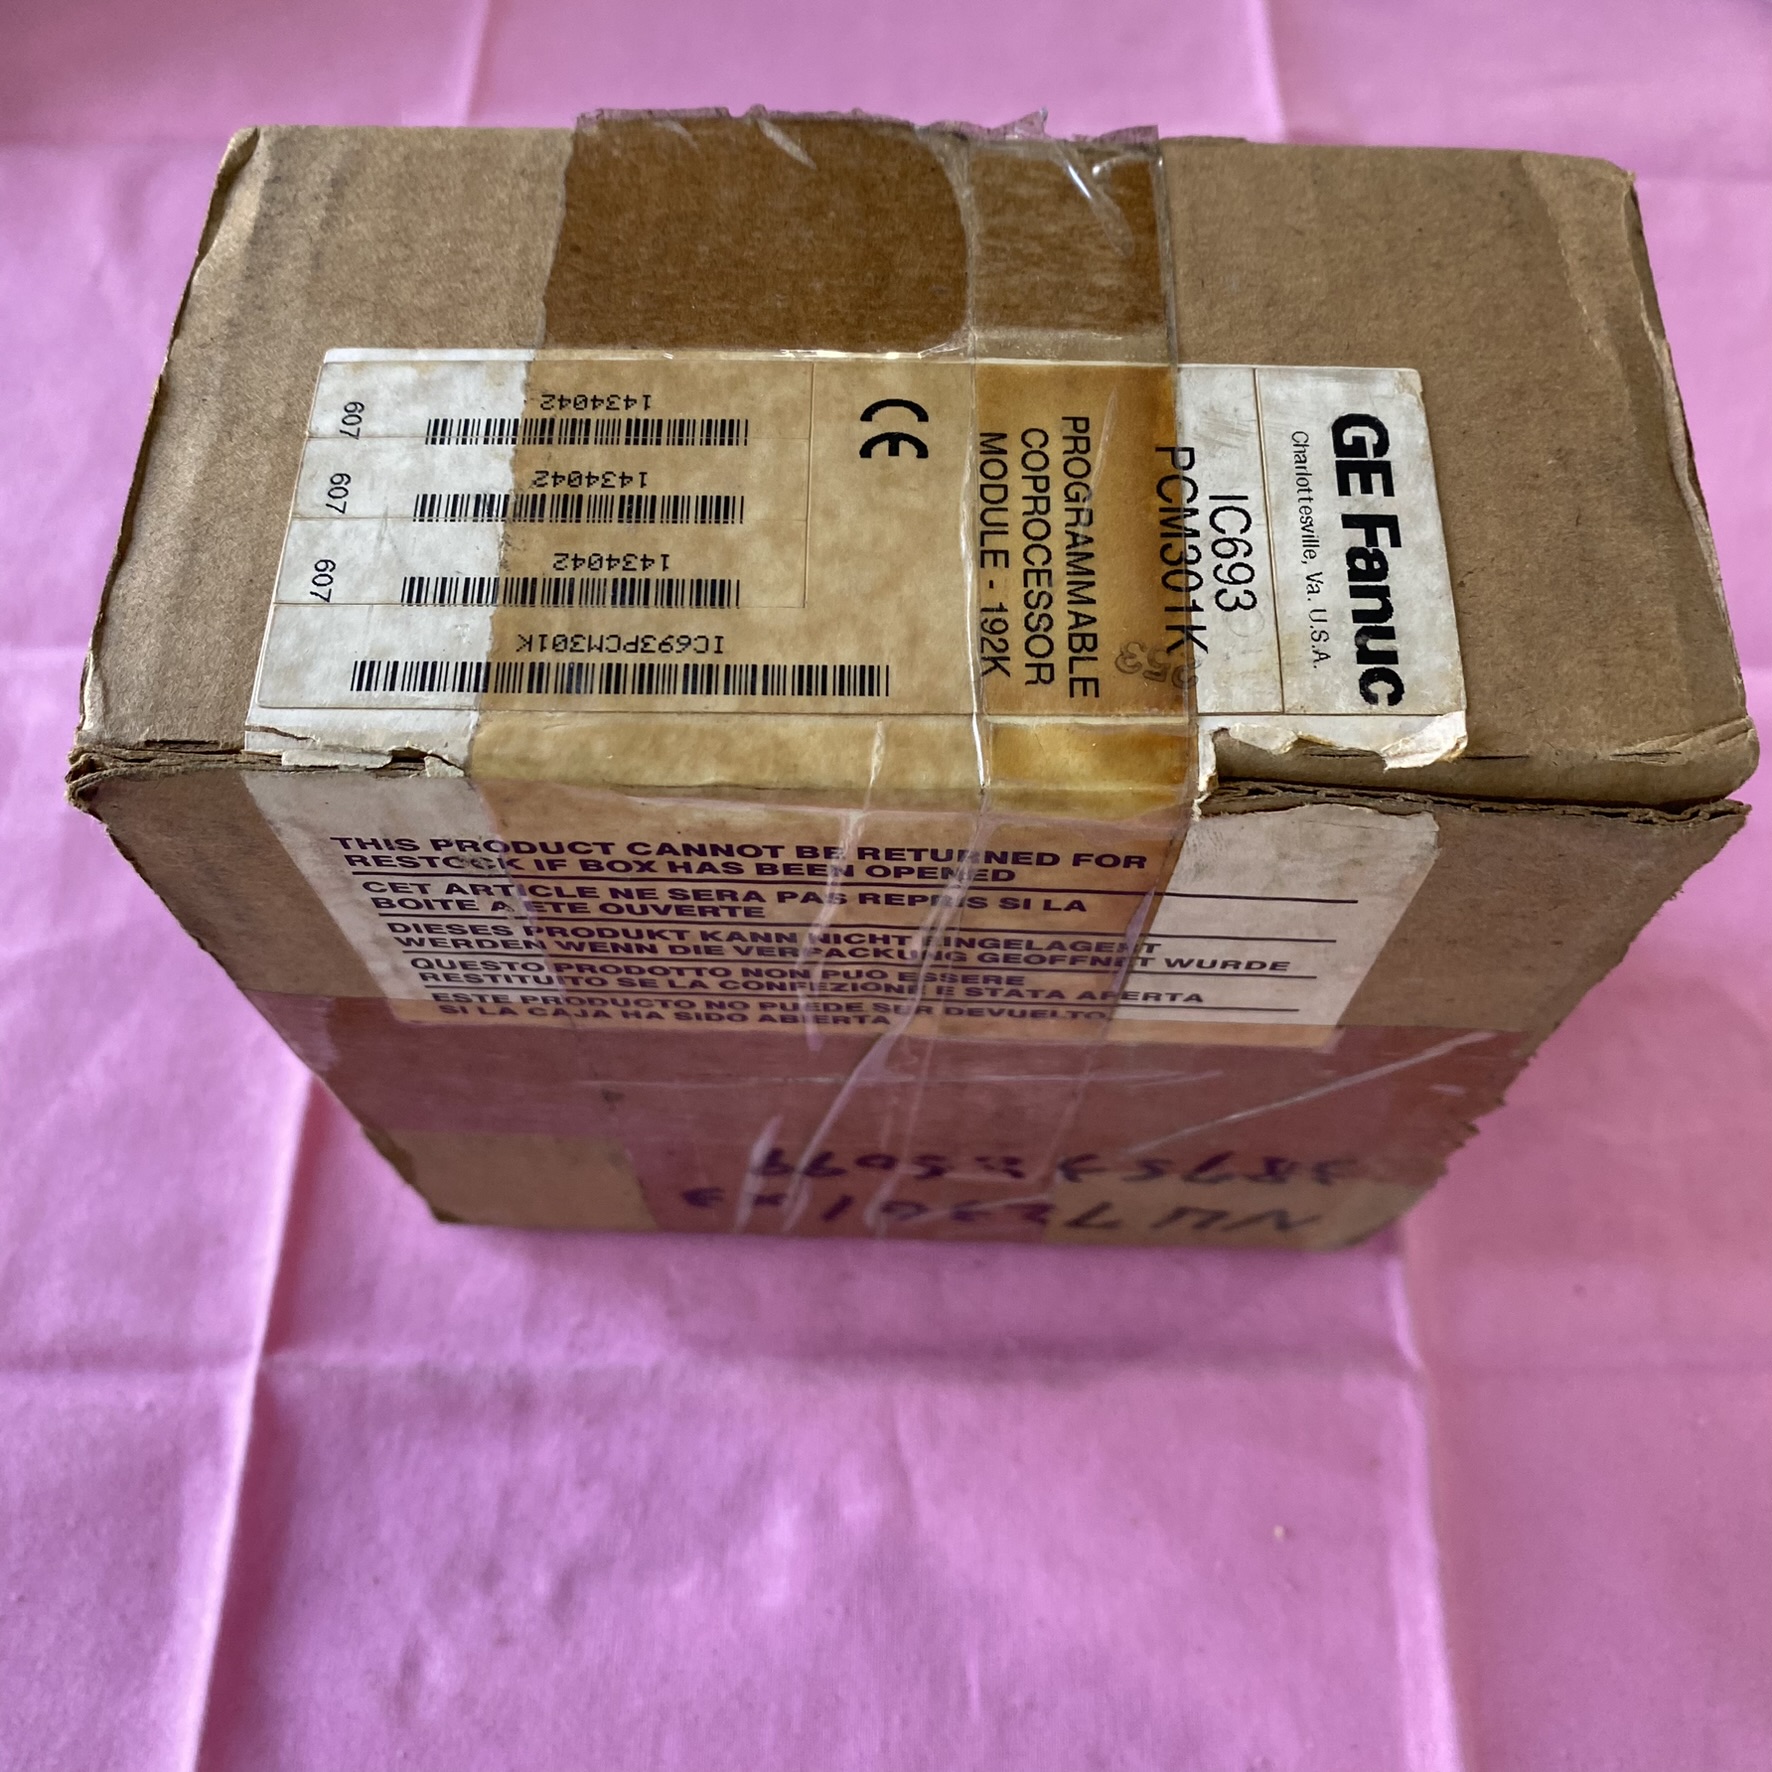 GE Fanuc
Charlottesville, Va. U.S.A.
IC693
PCM301K
PROGRAMMABLE
COPROCESSOR
MODULE - 192K
CE
1434042
607
1434042
607
1434042
607
IC693PCM301K
THIS PRODUCT CANNOT BE RETURNED FOR
RESTOCK IF BOX HAS BEEN OPENED
CET ARTICLE NE SERA PAS REPRIS SI LA
BOITE A ETE OUVERTE
DIESES PRODUKT KANN NICHT EINGELAGERT
WERDEN WENN DIE VERPACKUNG GEOFFNET WURDE
QUESTO PRODOTTO NON PUO ESSERE
RESTITUITO SE LA CONFEZIONE E STATA APERTA
ESTE PRODUCTO NO PUEDE SER DEVUELTO
SI LA CAJA HA SIDO ABIERTA